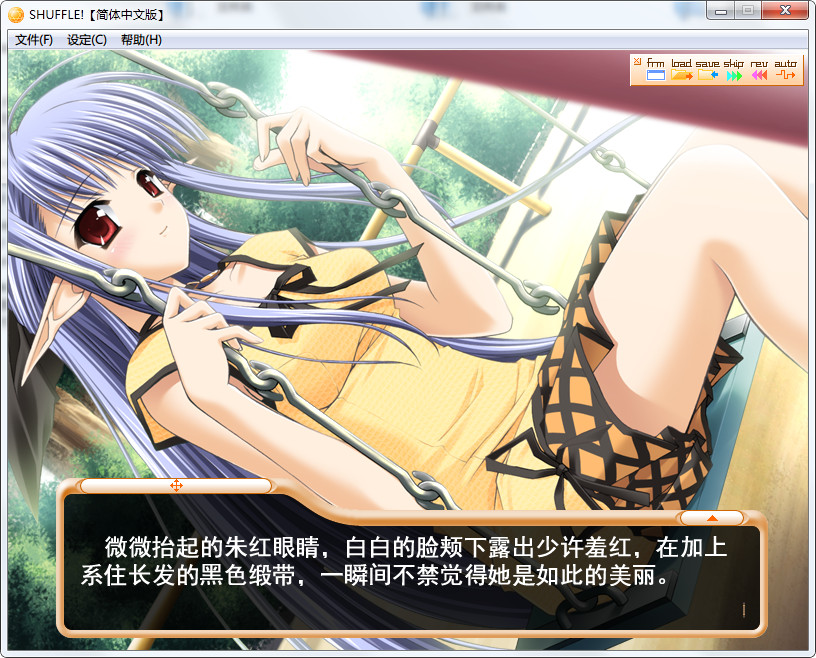 SHUFFLE!【简体中文版】
文件(F) 设定(C) 帮助(H)
frm load save skip rev auto
微微抬起的朱红眼睛，白白的脸颊下露出少许羞红，在加上
系住长发的黑色缎带，一瞬间不禁觉得她是如此的美丽。